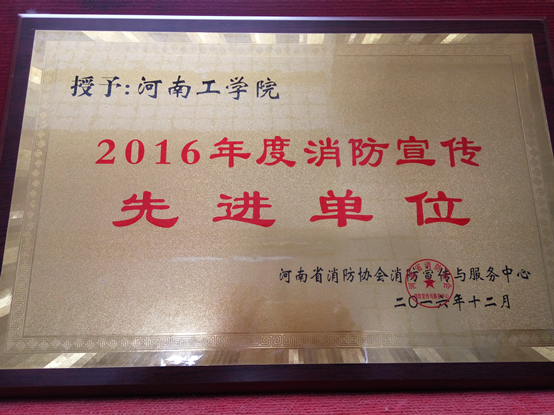 授予:河南工学院
2016年度消防宣传
先进单位
河南省消防协会消防宣传与服务中心
二〇一六年十二月